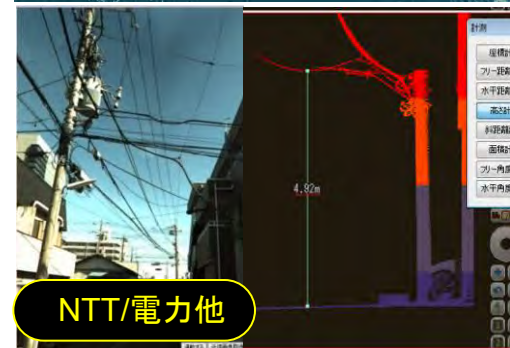 計測
座標計
フリー距離
水平距離
高さ計
斜距離
面積計
フリー角度
水平角度
4.92m
NTT/電力他